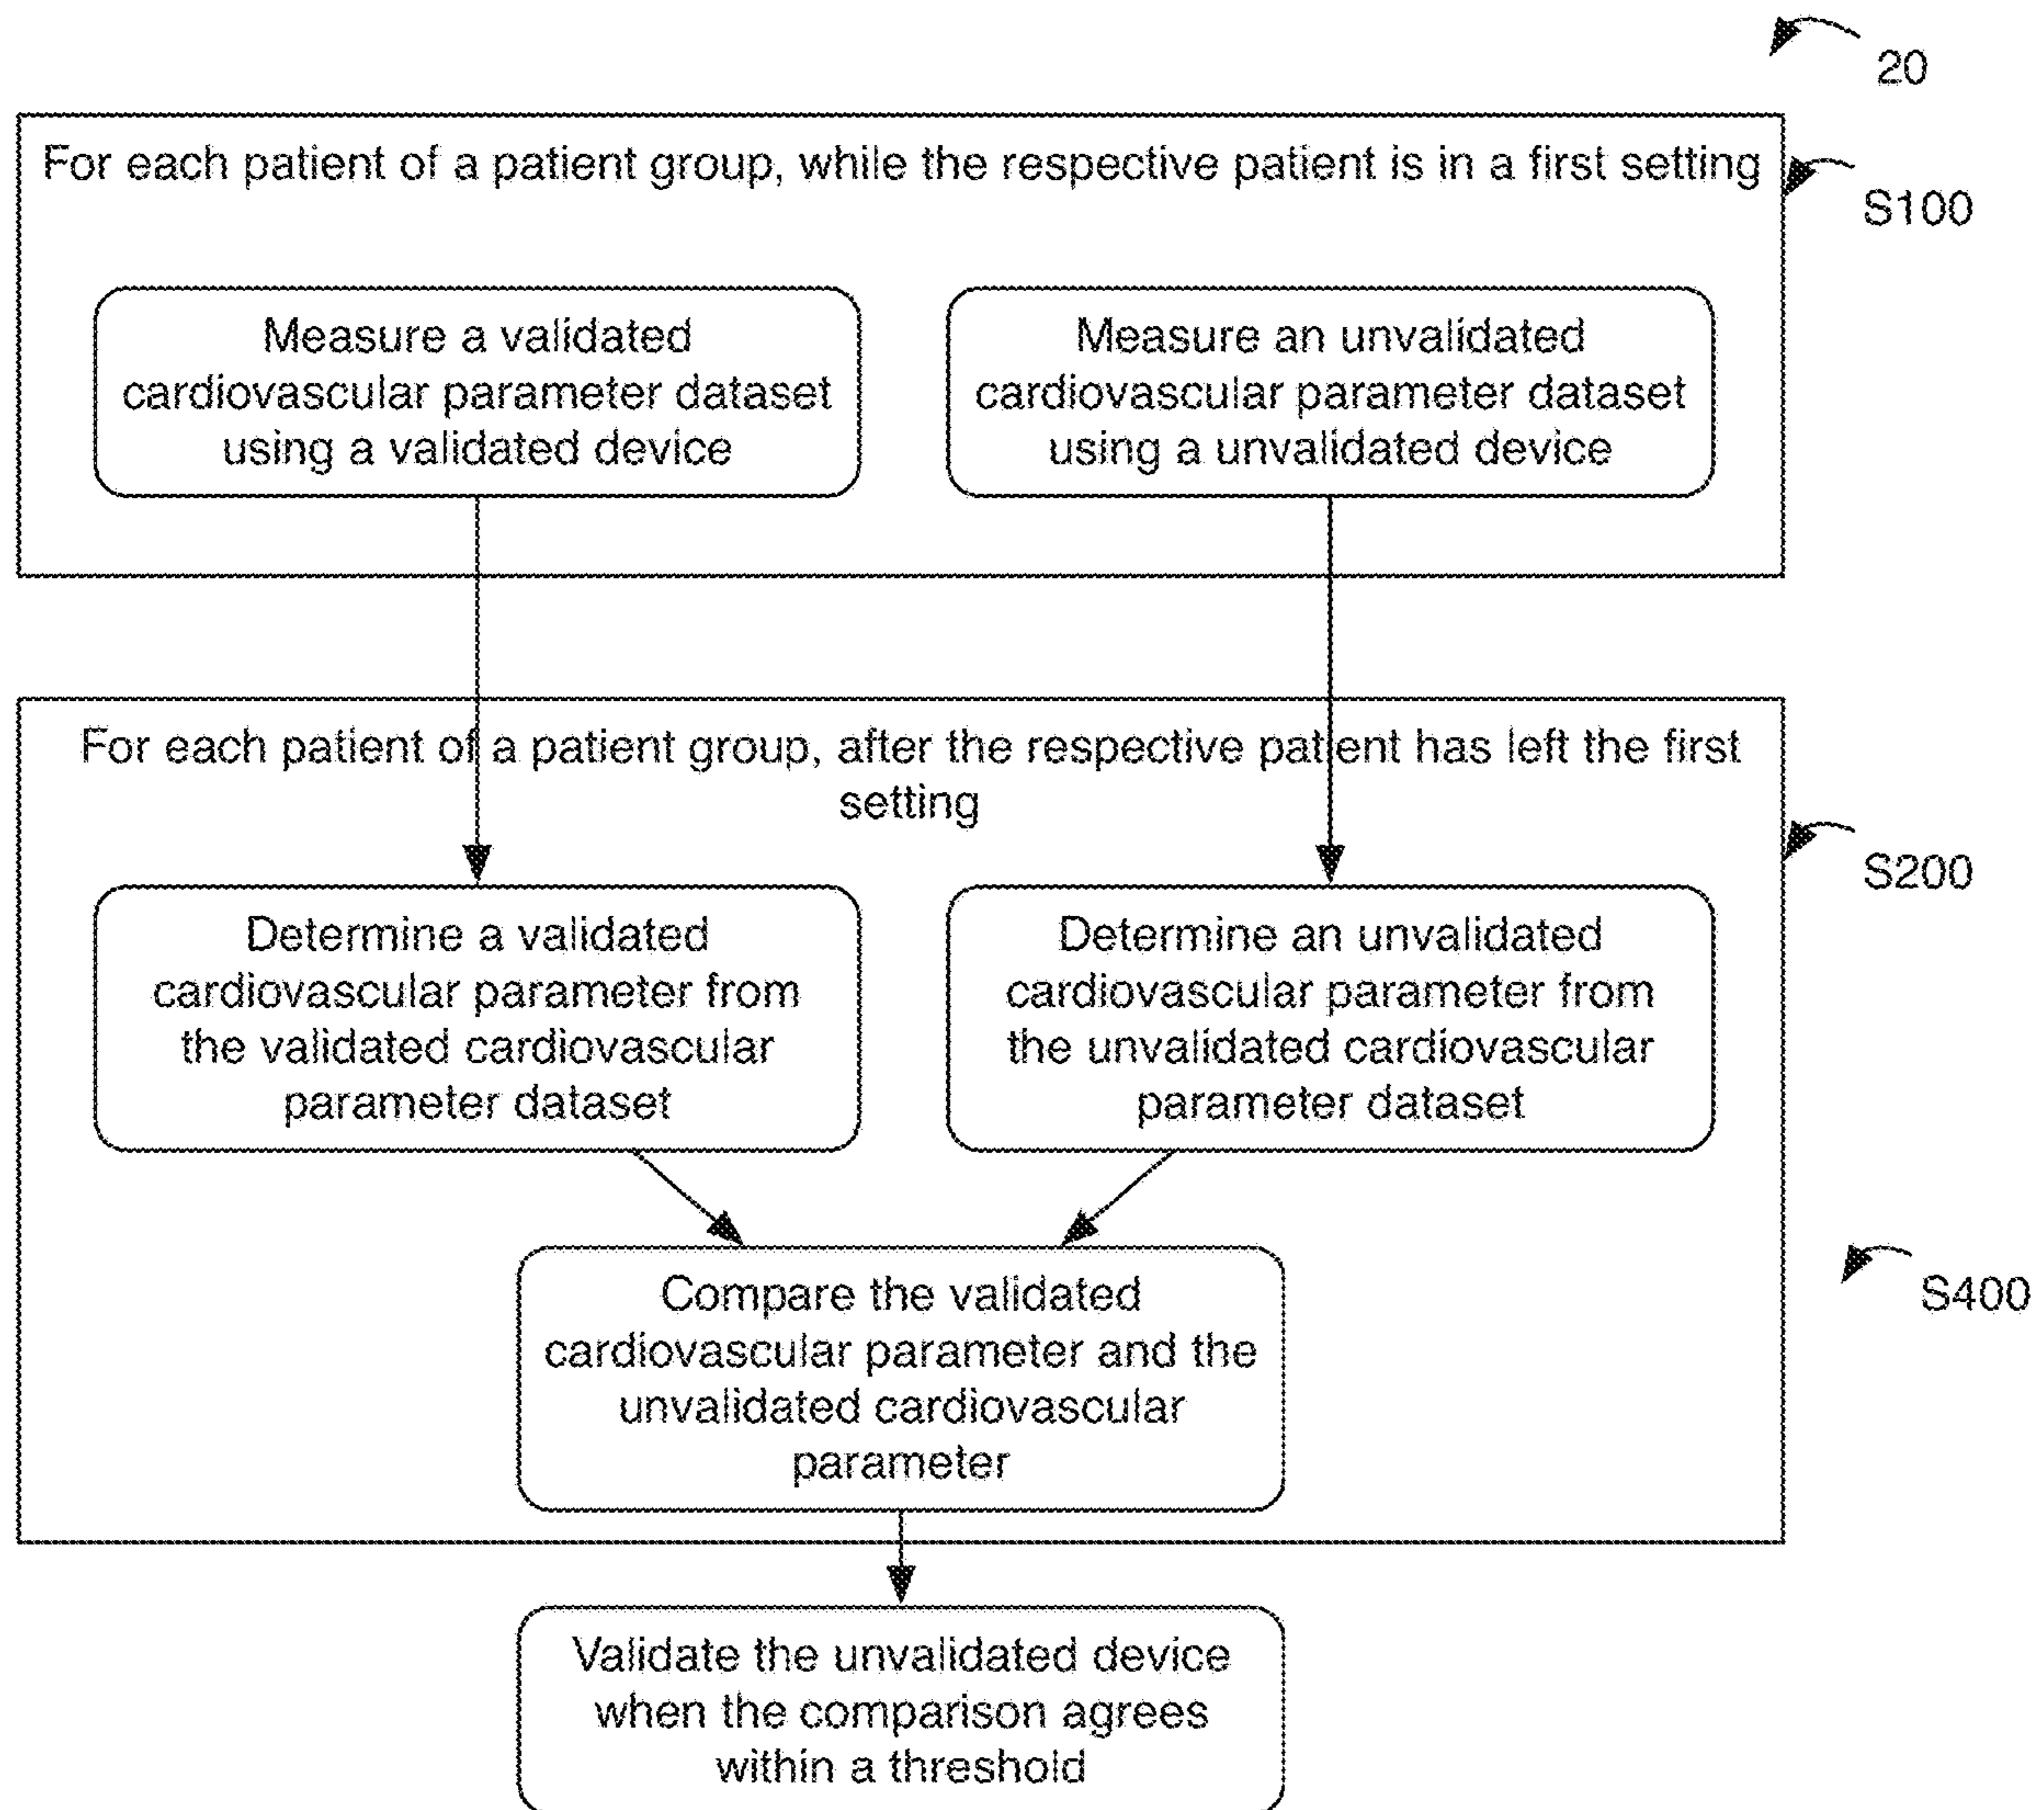 20
For each patient of a patient group, while the respective patient is in a first setting
S100
Measure a validated
cardiovascular parameter dataset
using a validated device
Measure an unvalidated
cardiovascular parameter dataset
using a unvalidated device
For each patient of a patient group, after the respective patient has left the first
setting
S200
Determine a validated
cardiovascular parameter from
the validated cardiovascular
parameter dataset
Determine an unvalidated
cardiovascular parameter from
the unvalidated cardiovascular
parameter dataset
S400
Compare the validated
cardiovascular parameter and the
unvalidated cardiovascular
parameter
Validate the unvalidated device
when the comparison agrees
within a threshold